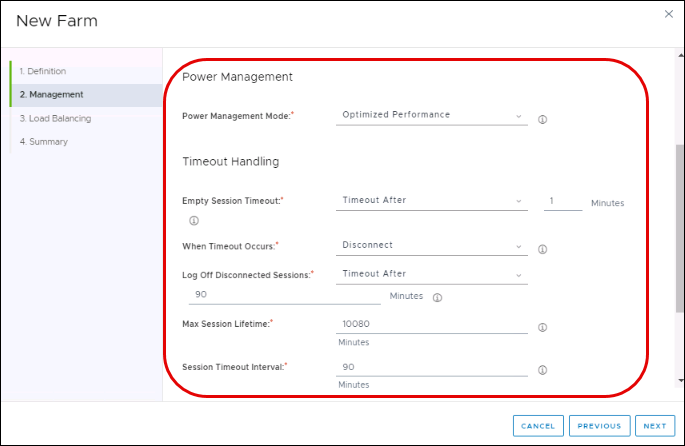 New Farm
1. Definition
2. Management
3. Load Balancing
4. Summary
Power Management
Power Management Mode:* Optimized Performance
Timeout Handling
Empty Session Timeout:* Timeout After 1 Minutes
When Timeout Occurs:* Disconnect
Log Off Disconnected Sessions:* Timeout After
90 Minutes
Max Session Lifetime:* 10080
Minutes
Session Timeout Interval:* 90
Minutes
CANCEL PREVIOUS NEXT